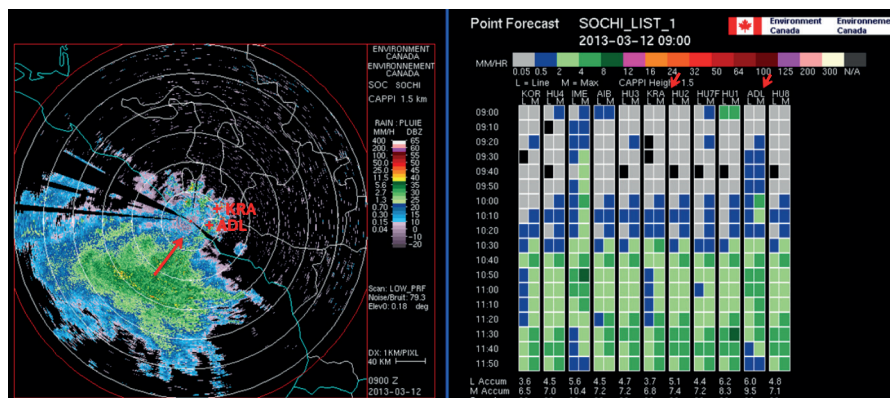 ENVIRONMENT
CANADA
ENVIRONNEMENT
CANADA
SOC SOCHI
CAPPI 1.5 km
RAIN : PLUIE
MM/H DBZ
400 65
200 60
100 55
50.0 50
25.0 45
11.5 40
5.6 35
2.7 30
1.3 25
0.70 20
0.30 15
0.15 10
0.04 5
0
-10
-20
+KRA
+ADL
Scan: LOW_PRF
Noise/Bruit: 79.3
Elev0: 0.18 deg
DX: 1KM/PIXL
40 KM
0900 Z
2013-03-12
Point Forecast SOCHI_LIST_1
2013-03-12 09:00
Environment Canada
Environnement Canada
MM/HR 0.05 0.5 2 4 8 12 16 24 32 50 64 100 125 200 300 N/A
L = Line M = Max CAPPI Height 1.5
KOR HU4 IME AIB HU3 KRA HU2 HU7F HU1 ADL HU8
L M L M L M L M L M L M L M L M L M L M L M
09:00
09:10
09:20
09:30
09:40
09:50
10:00
10:10
10:20
10:30
10:40
10:50
11:00
11:10
11:20
11:30
11:40
11:50
L Accum 3.6 4.5 5.6 4.5 4.7 3.7 5.1 4.4 6.2 6.0 4.8
M Accum 6.5 7.0 10.4 7.2 7.2 6.8 7.4 7.2 8.3 9.5 7.1